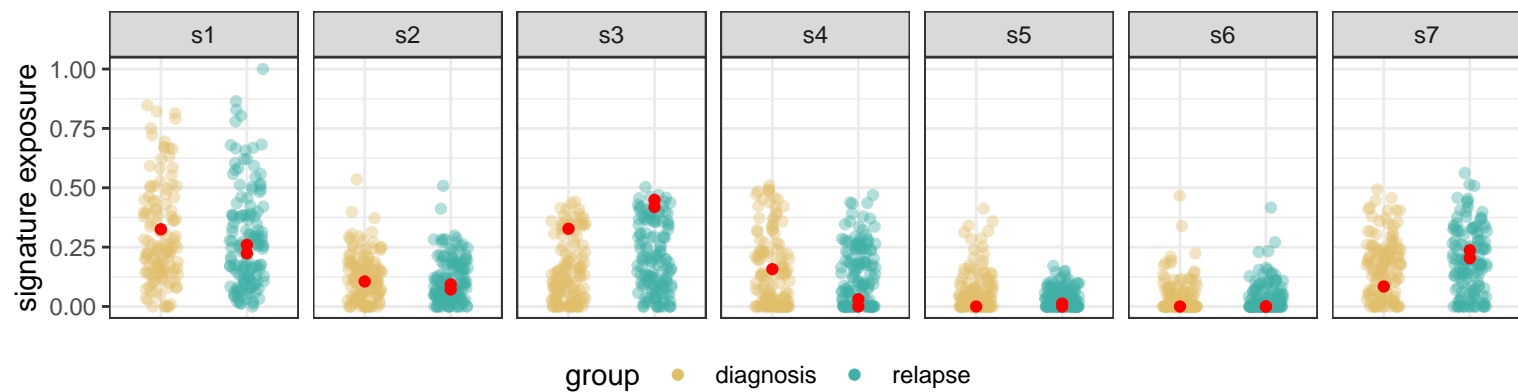 s1 s2 s3 s4 s5 s6 s7
signature exposure
1.00
0.75
0.50
0.25
0.00
group diagnosis relapse